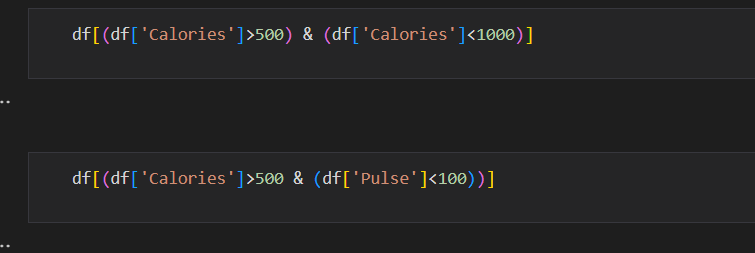 df[(df['Calories']>500) & (df['Calories']<1000)]
..
df[(df['Calories']>500 & (df['Pulse']<100))]
..